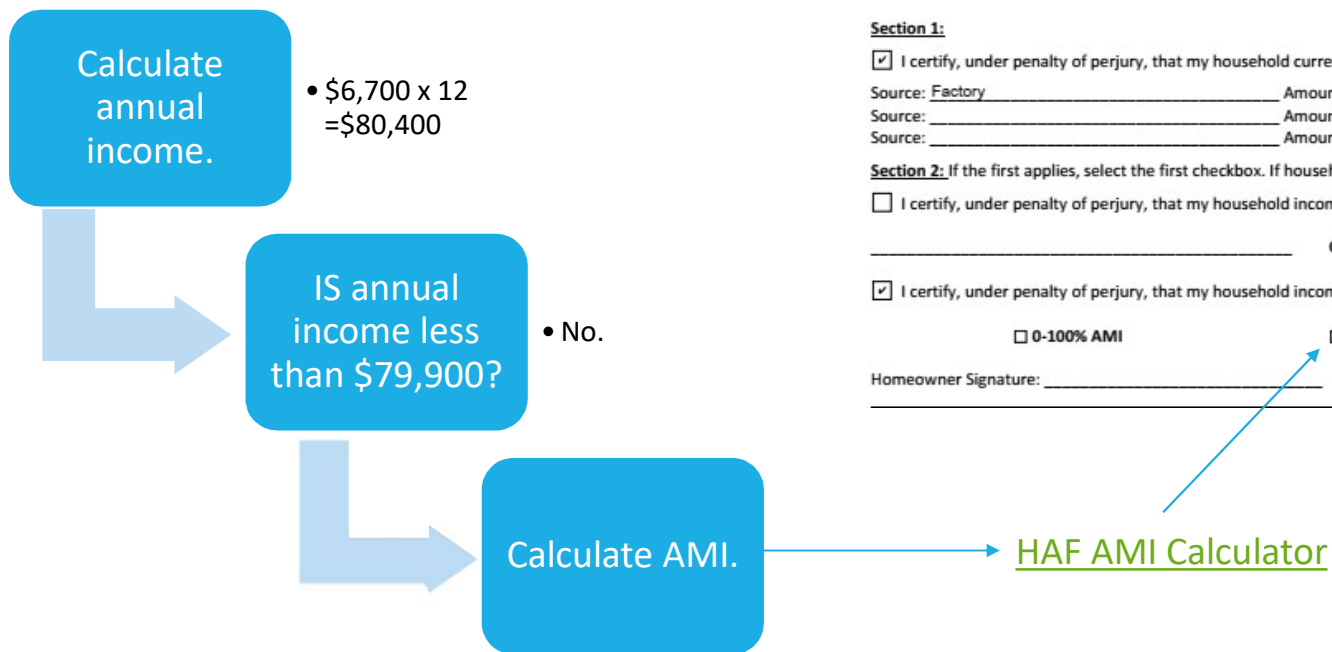 Calculate
annual
income.
• $6,700 x 12
=$80,400
IS annual
income less
than $79,900?
• No.
Calculate AMI.
HAF AMI Calculator
Section 1:
I certify, under penalty of perjury, that my household curre
Source: Factory Amoun
Source: Amour
Source: Amour
Section 2: If the first applies, select the first checkbox. If househ
I certify, under penalty of perjury, that my household incom
I certify, under penalty of perjury, that my household incom
0-100% AMI
Homeowner Signature: